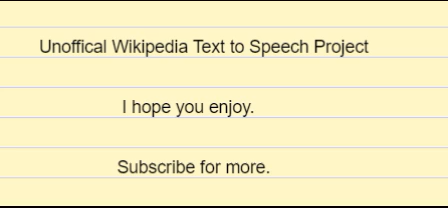 Unoffical Wikipedia Text to Speech Project
I hope you enjoy.
Subscribe for more.